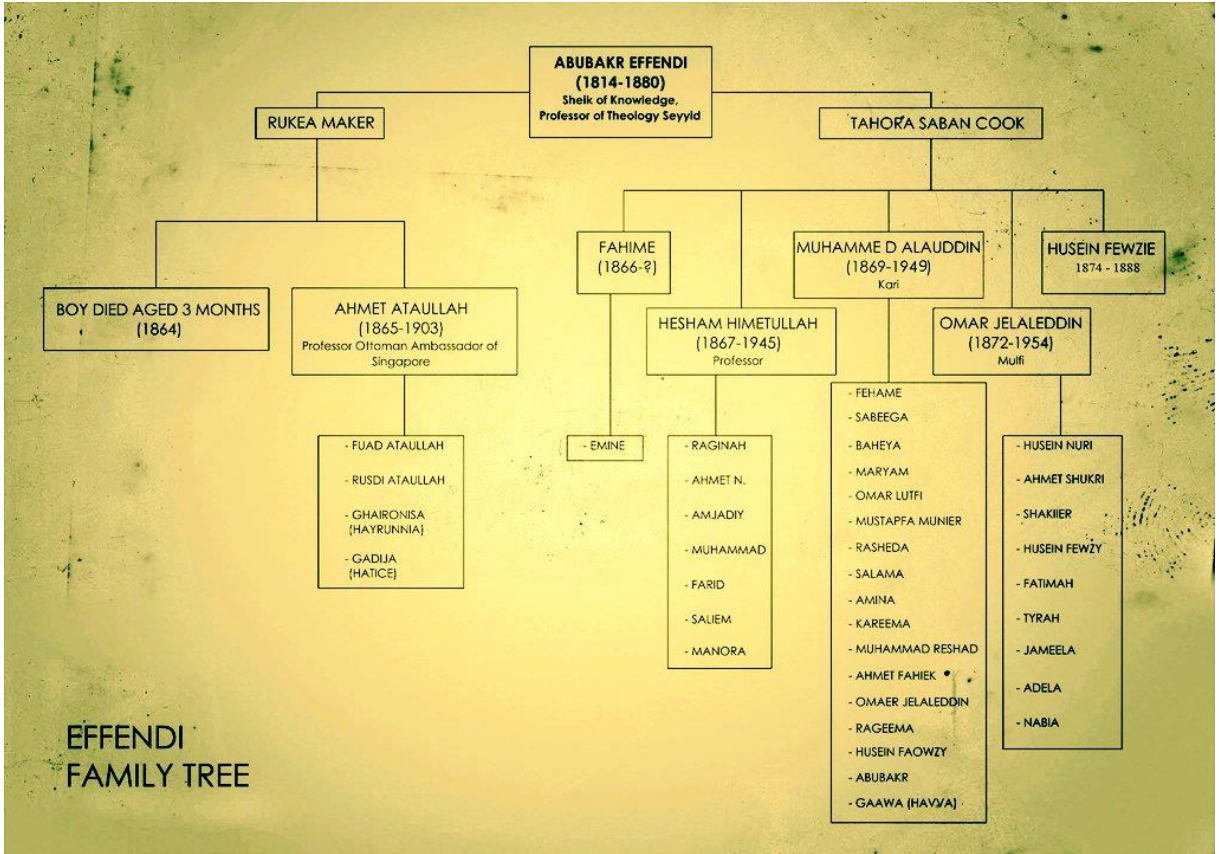 ABUBAKR EFFENDI
(1814-1880)
Sheik of Knowledge,
Professor of Theology Seyyid
RUKEA MAKER
TAHORA SABAN COOK
BOY DIED AGED 3 MONTHS
(1864)
AHMET ATAULLAH
(1865-1903)
Professor Ottoman Ambassador of
Singapore
FAHIME
(1866-?)
HESHAM HIMETULLAH
(1867-1945)
Professor
MUHAMME D ALAUDDIN
(1869-1949)
Kari
OMAR JELALEDDIN
(1872-1954)
Mufti
HUSEIN FEWZIE
1874 - 1888
- FUAD ATAULLAH
- RUSDI ATAULLAH
- GHAIRONISA
(HAYRUNNIA)
- GADIJA
(HATICE)
- EMINE
- RAGINAH
- AHMET N.
- AMJADIY
- MUHAMMAD
- FARID
- SALIEM
- MANORA
- FEHAME
- SABEEGA
- BAHEYA
- MARYAM
- OMAR LUTFI
- MUSTAPFA MUNIER
- RASHEDA
- SALAMA
- AMINA
- KAREEMA
- MUHAMMAD RESHAD
- AHMET FAHIEK
- OMAER JELALEDDIN
- RAGEEMA
- HUSEIN FAOWZY
- ABUBAKR
- GAAWA (HAVVA)
- HUSEIN NURI
- AHMET SHUKRI
- SHAKIIER
- HUSEIN FEWZY
- FATIMAH
- TYRAH
- JAMEELA
- ADELA
- NABIA
EFFENDI
FAMILY TREE